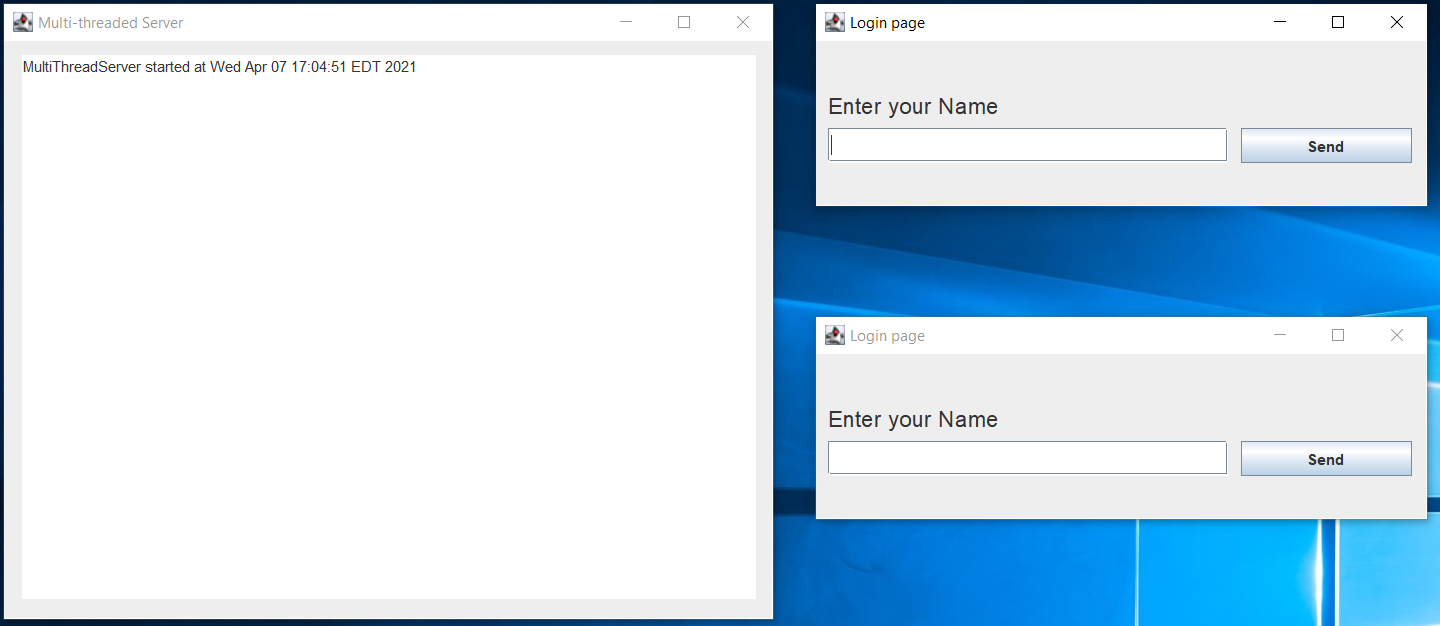 Multi-threaded Server
MultiThreadServer started at Wed Apr 07 17:04:51 EDT 2021
Login page
Enter your Name
Send
Login page
Enter your Name
Send